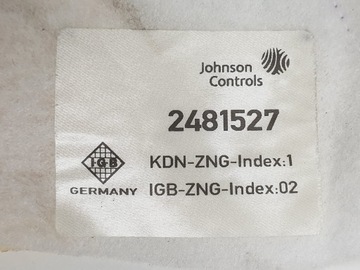 Johnson
Controls
2481527
IGB
KDN-ZNG-Index:1
GERMANY
IGB-ZNG-Index:02